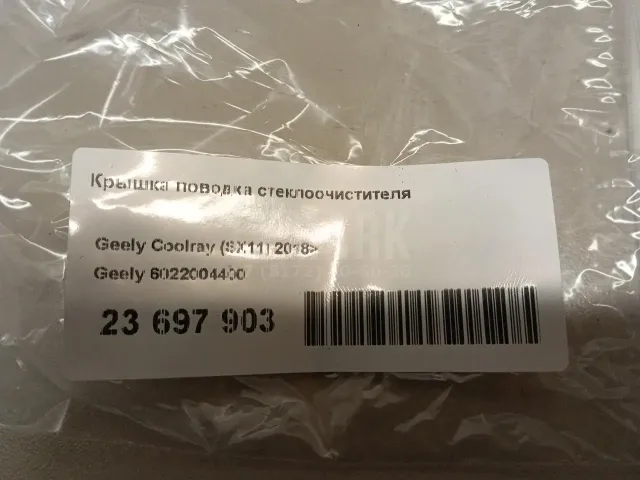 Крышка поводка стеклоочистителя
Geely Coolray (SX11) 2018>
Geely 6022004400
23 697 903